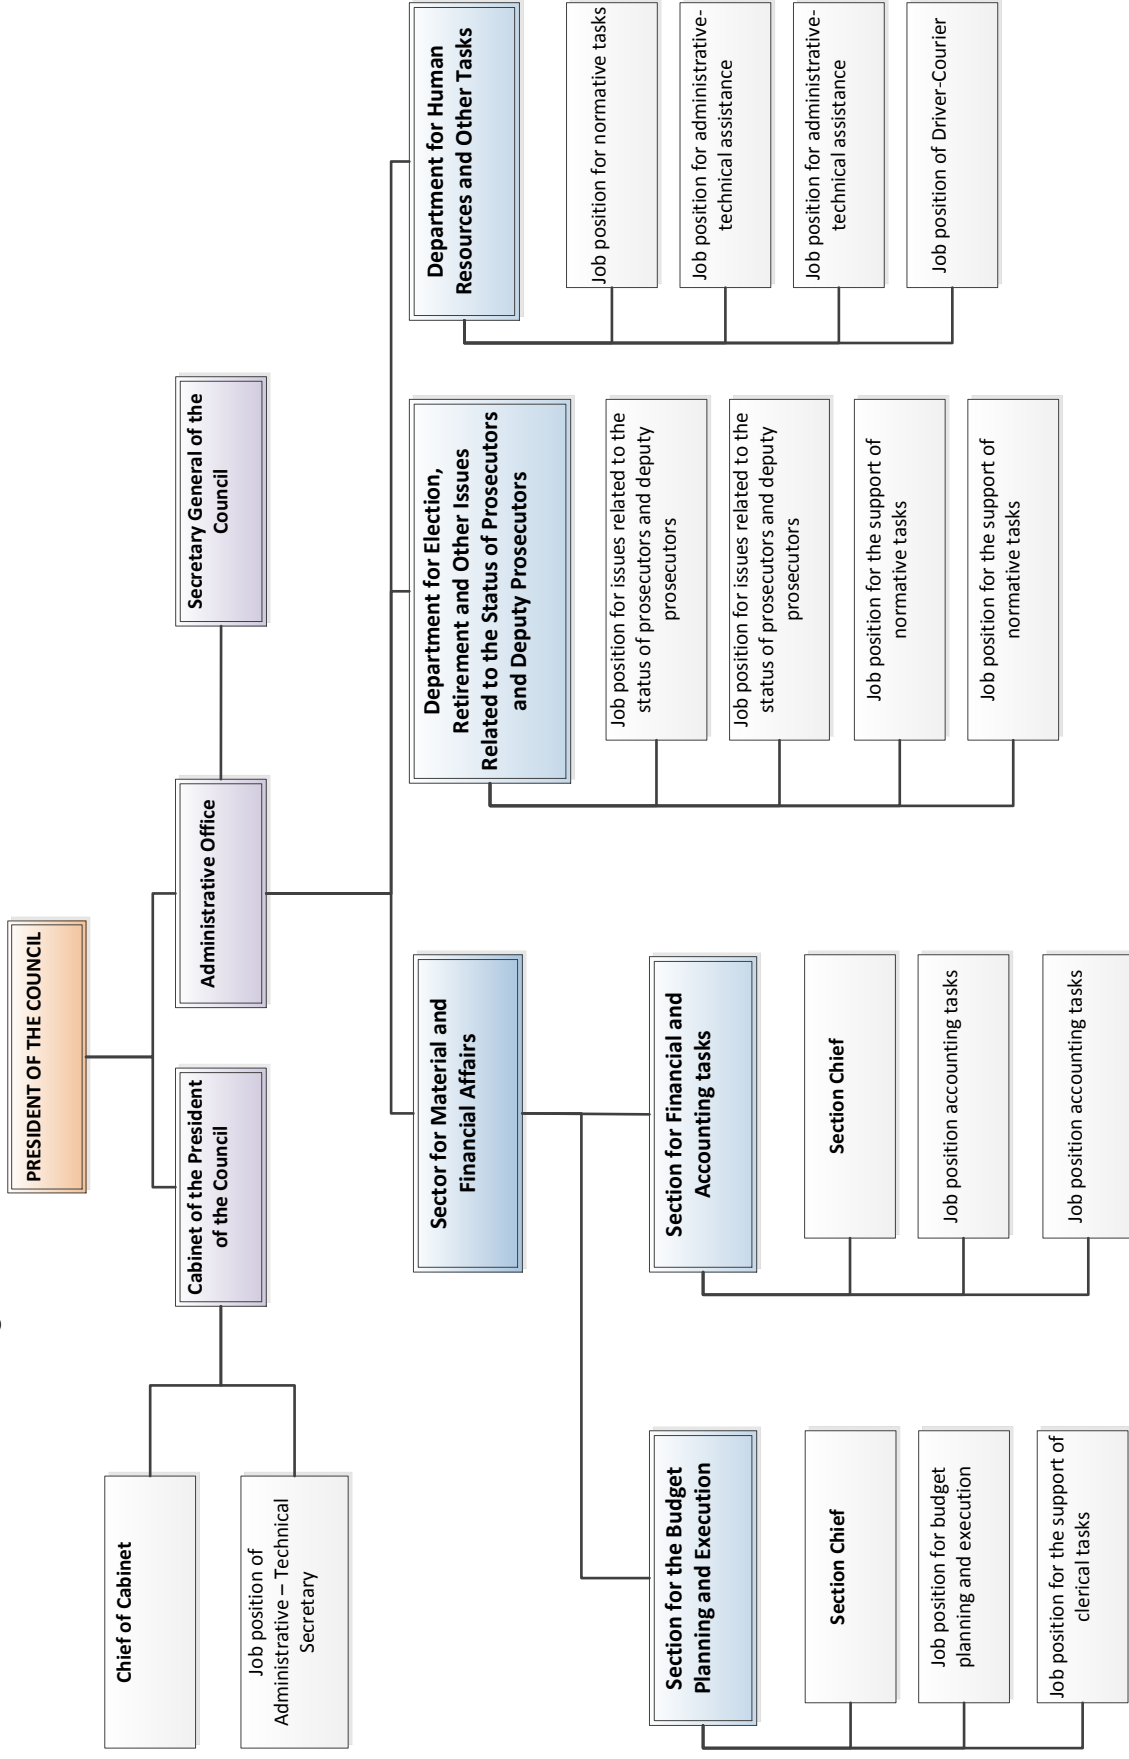 PRESIDENT OF THE COUNCIL
Cabinet of the President
of the Council
Administrative Office
Secretary General of the
Council
Chief of Cabinet
Job position of
Administrative – Technical
Secretary
Sector for Material and
Financial Affairs
Department for Election,
Retirement and Other Issues
Related to the Status of Prosecutors
and Deputy Prosecutors
Department for Human
Resources and Other Tasks
Section for the Budget
Planning and Execution
Section Chief
Job position for budget
planning and execution
Job position for the support of
clerical tasks
Section for Financial and
Accounting tasks
Section Chief
Job position accounting tasks
Job position accounting tasks
Job position for issues related to the
status of prosecutors and deputy
prosecutors
Job position for issues related to the
status of prosecutors and deputy
prosecutors
Job position for the support of
normative tasks
Job position for the support of
normative tasks
Job position for normative tasks
Job position for administrative-
technical assistance
Job position for administrative-
technical assistance
Job position of Driver-Courier